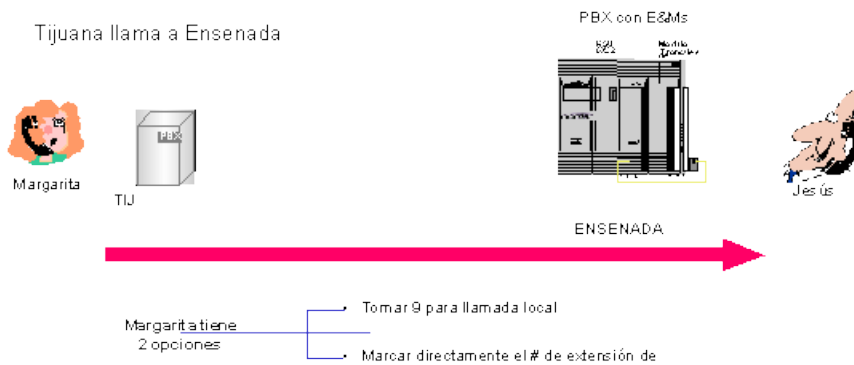 PBX con E&Ms
Tijuana llama a Ensenada
PBX
Margarita
TIJ
Jesús
ENSENADA
Margarita tiene
2 opciones
• Tomar 9 para llamada local
• Marcar directamente el # de extensión de